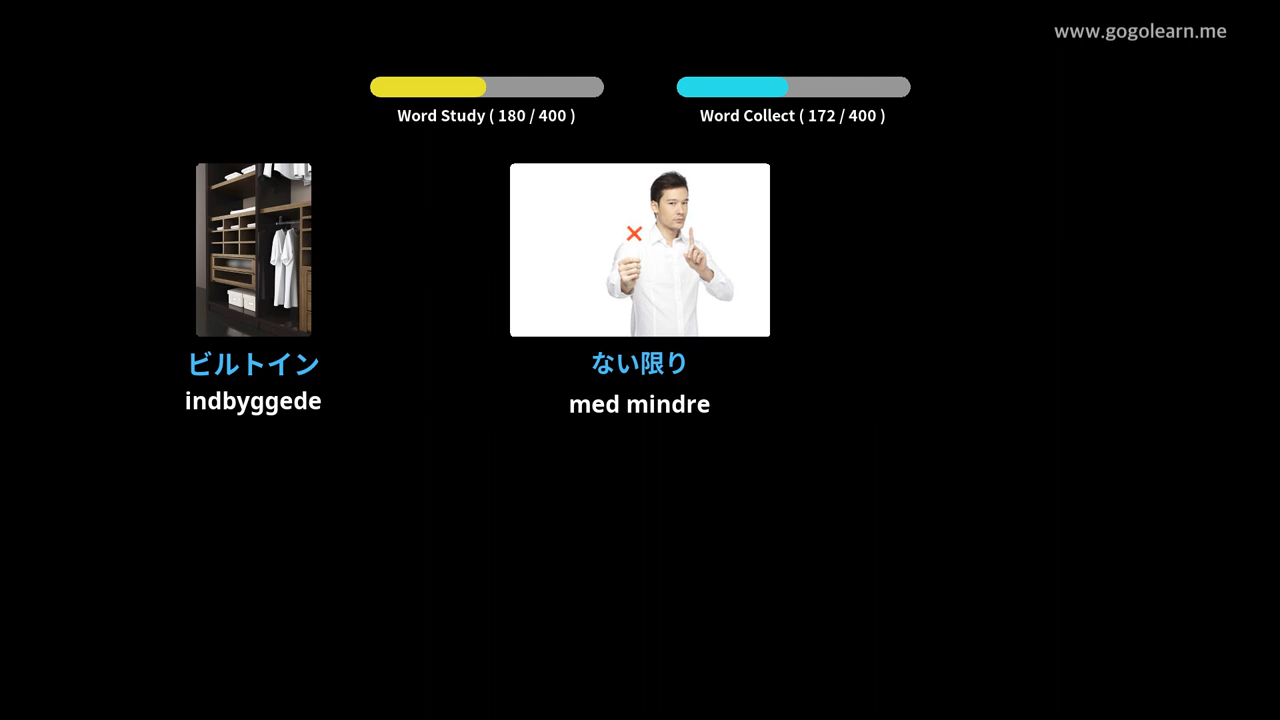 www.gogolearn.me
Word Study ( 180 / 400 )
Word Collect ( 172 / 400 )
ビルトイン
indbyggede
ない限り
med mindre